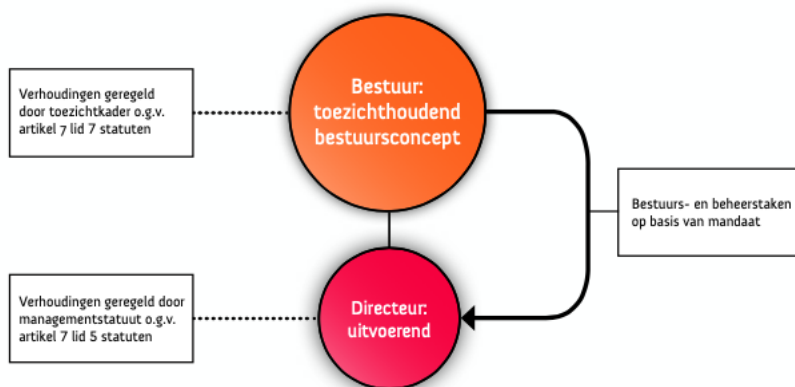 Verhoudingen geregeld
door toezichtkader o.g.v.
artikel 7 lid 7 statuten
Bestuur:
toezichthoudend
bestuursconcept
Bestuurs- en beheerstaken
op basis van mandaat
Verhoudingen geregeld door
managementstatuut o.g.v.
artikel 7 lid 5 statuten
Directeur:
uitvoerend